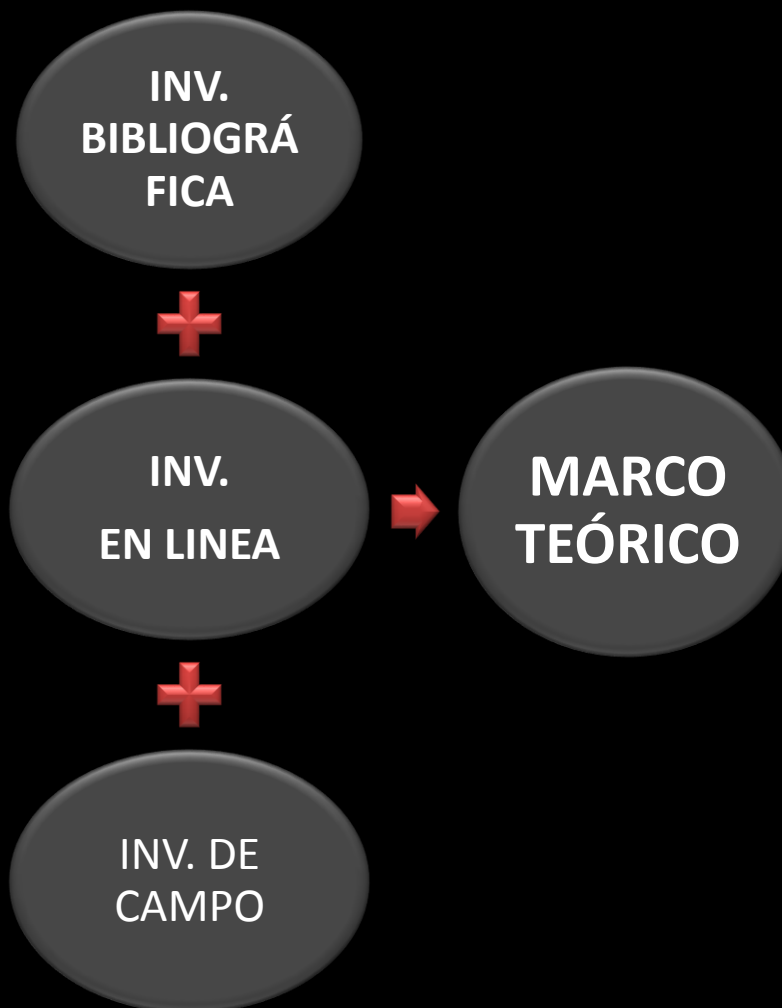 INV.
BIBLIOGRÁ
FICA
INV.
EN LINEA
MARCO
TEÓRICO
INV. DE
CAMPO